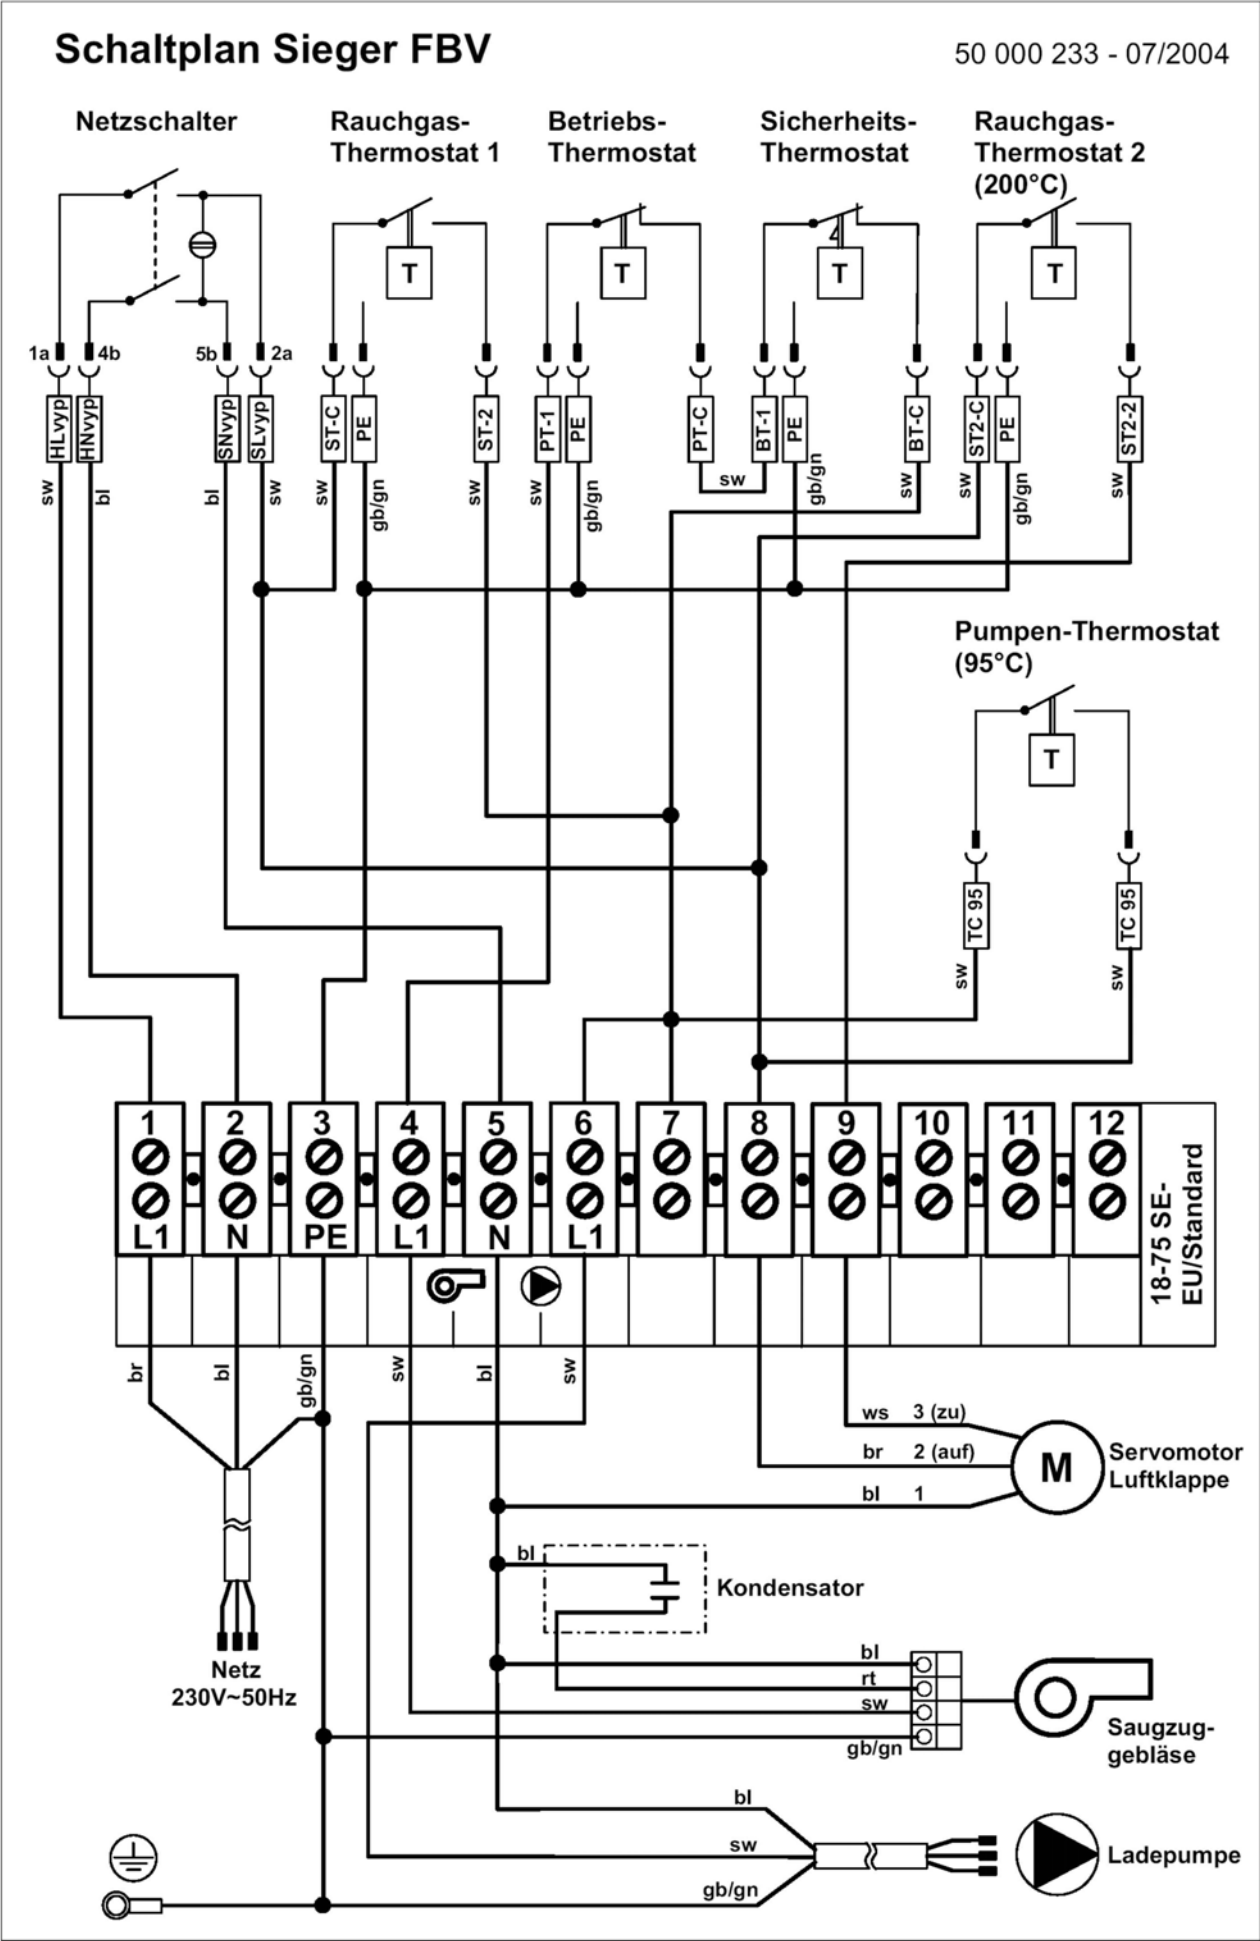 Schaltplan Sieger FBV
50 000 233 - 07/2004
Netzschalter
Rauchgas-
Thermostat 1
Betriebs-
Thermostat
Sicherheits-
Thermostat
Rauchgas-
Thermostat 2
(200°C)
T
T
T
T
1a
4b
5b
2a
HLvyp
HNvyp
SNvyp
SLvyp
ST-C
PE
ST-2
PT-1
PE
PT-C
BT-1
PE
BT-C
ST2-C
PE
ST2-2
sw
bl
bl
sw
sw
gb/gn
sw
sw
gb/gn
sw
gb/gn
sw
sw
gb/gn
sw
Pumpen-Thermostat
(95°C)
T
TC 95
TC 95
sw
sw
1
2
3
4
5
6
7
8
9
10
11
12
L1
N
PE
L1
N
L1
18-75 SE-
EU/Standard
br
bl
gb/gn
sw
bl
sw
ws 3 (zu)
br 2 (auf)
bl 1
M
Servomotor
Luftklappe
bl
Kondensator
Netz
230V~50Hz
bl
rt
sw
gb/gn
Saugzug-
gebläse
bl
sw
gb/gn
Ladepumpe